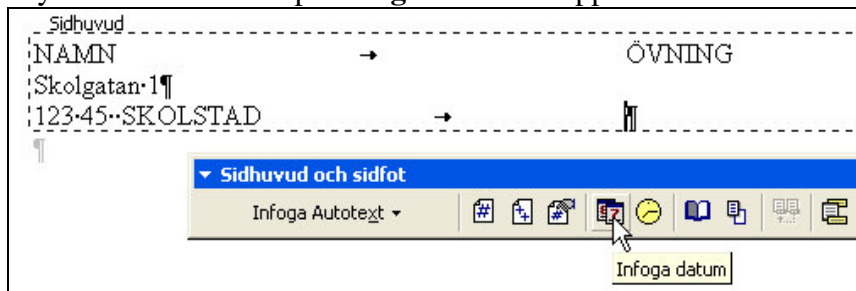 Sidhuvud
NAMN → ÖVNING
Skolgatan·1¶
123·45··SKOLSTAD → ¶
¶
Sidhuvud och sidfot
Infoga Autotext
Infoga datum